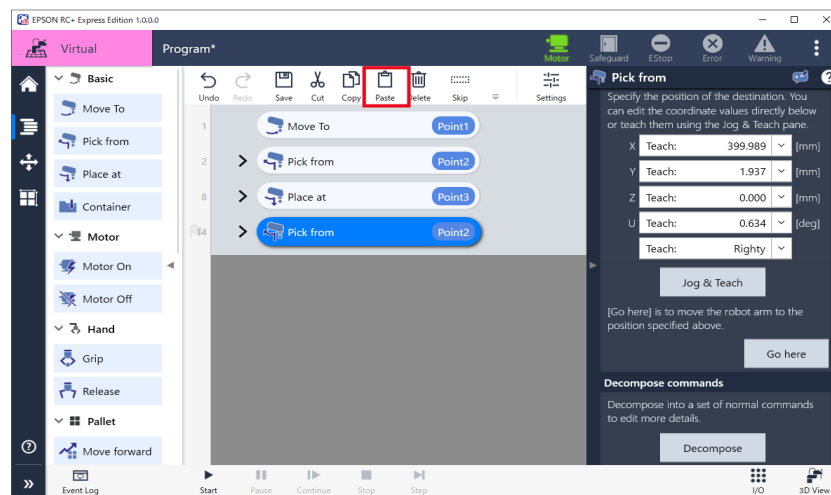 EPSON RC+ Express Edition 1.0.0.0
Virtual
Program*
Motor
Safeguard
EStop
Error
Warning
Basic
Move To
Pick from
Place at
Container
Motor
Motor On
Motor Off
Hand
Grip
Release
Pallet
Move forward
Undo
Redo
Save
Cut
Copy
Paste
Delete
Skip
Settings
1 Move To Point1
2 Pick from Point2
8 Place at Point3
14 Pick from Point2
Pick from
Specify the position of the destination. You
can edit the coordinate values directly below
or teach them using the Jog & Teach pane.
X Teach: 399.989 [mm]
Y Teach: 1.937 [mm]
Z Teach: 0.000 [mm]
U Teach: 0.634 [deg]
Teach: Righty
Jog & Teach
[Go here] is to move the robot arm to the
position specified above.
Go here
Decompose commands
Decompose into a set of normal commands
to edit more details.
Decompose
Event Log
Start
Pause
Continue
Stop
Step
I/O
3D View